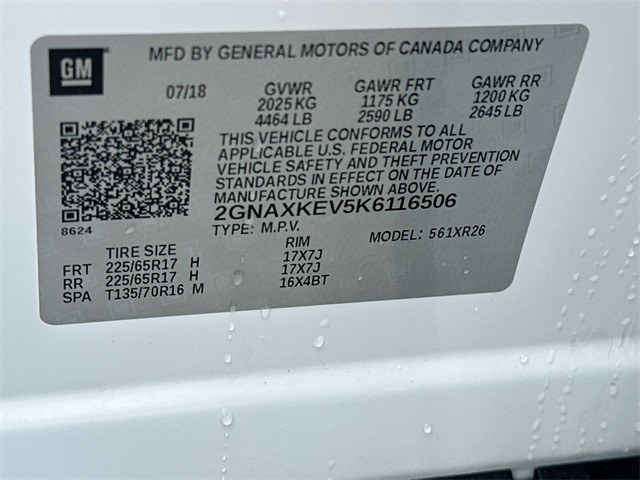 GM
MFD BY GENERAL MOTORS OF CANADA COMPANY
07/18 GVWR GAWR FRT GAWR RR
2025 KG 1175 KG 1200 KG
4464 LB 2590 LB 2645 LB
THIS VEHICLE CONFORMS TO ALL
APPLICABLE U.S. FEDERAL MOTOR
VEHICLE SAFETY AND THEFT PREVENTION
STANDARDS IN EFFECT ON THE DATE OF
MANUFACTURE SHOWN ABOVE.
8624
2GNAXKEV5K6116506
TYPE: M.P.V. MODEL: 561XR26
TIRE SIZE RIM
FRT 225/65R17 H 17X7J
RR 225/65R17 H 17X7J
SPA T135/70R16 M 16X4BT